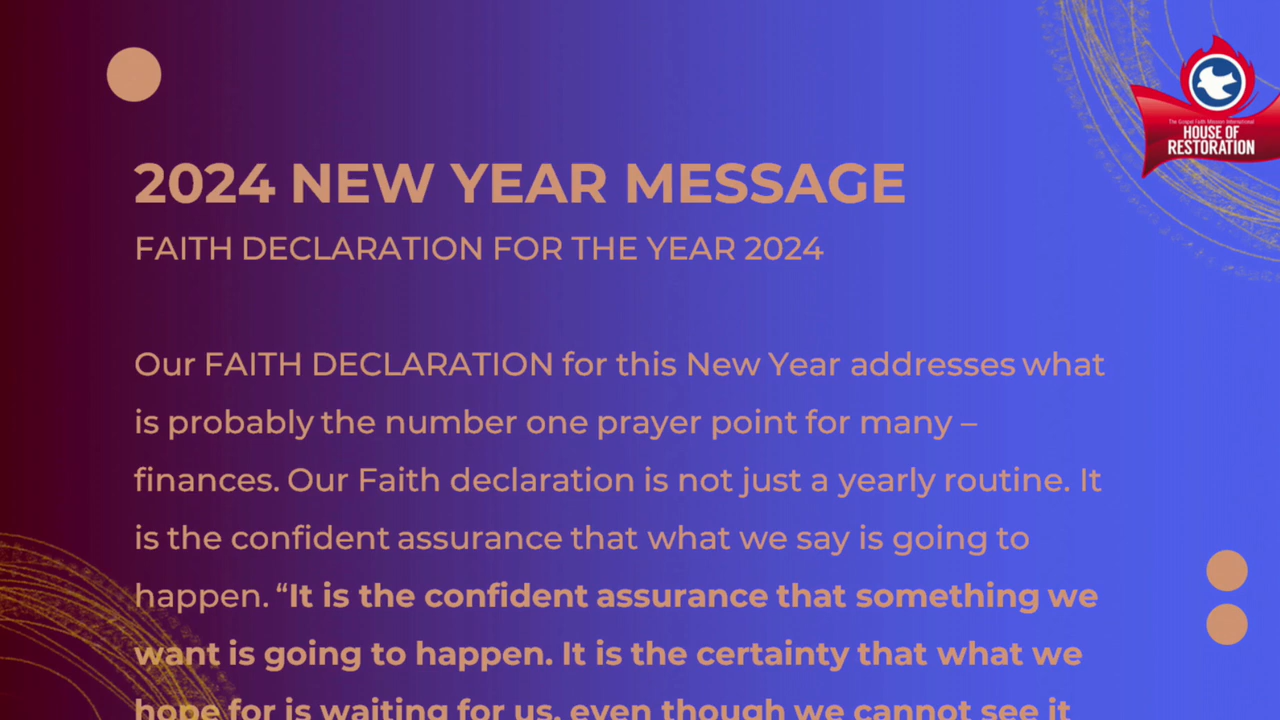 The Gospel Faith Mission International
HOUSE OF
RESTORATION
2024 NEW YEAR MESSAGE
FAITH DECLARATION FOR THE YEAR 2024
Our FAITH DECLARATION for this New Year addresses what
is probably the number one prayer point for many –
finances. Our Faith declaration is not just a yearly routine. It
is the confident assurance that what we say is going to
happen. “It is the confident assurance that something we
want is going to happen. It is the certainty that what we
hope for is waiting for us, even though we cannot see it